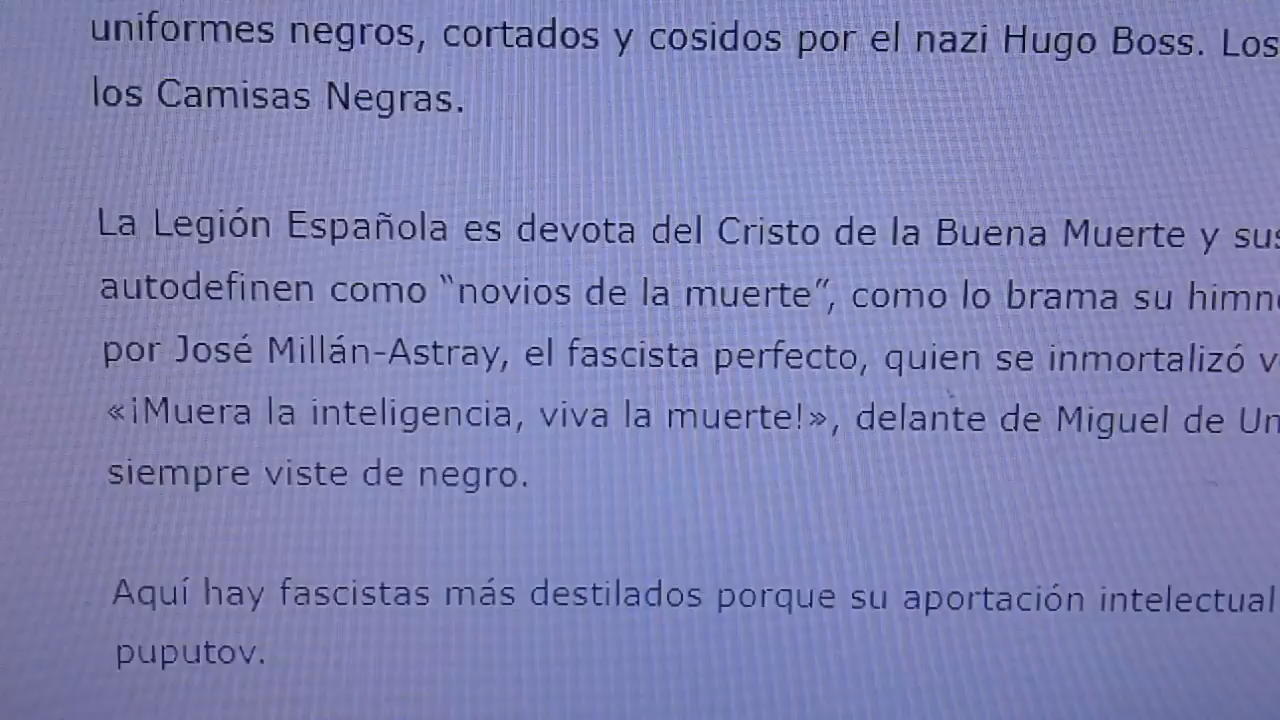 uniformes negros, cortados y cosidos por el nazi Hugo Boss. Los
los Camisas Negras.
La Legión Española es devota del Cristo de la Buena Muerte y sus
autodefinen como “novios de la muerte”, como lo brama su
por José Millán-Astray, el fascista perfecto, quien se inmortalizó
«¡Muera la inteligencia, viva la muerte!», delante de Miguel de
siempre viste de negro.
Aquí hay fascistas más destilados porque su aportación intelectual
puputov.